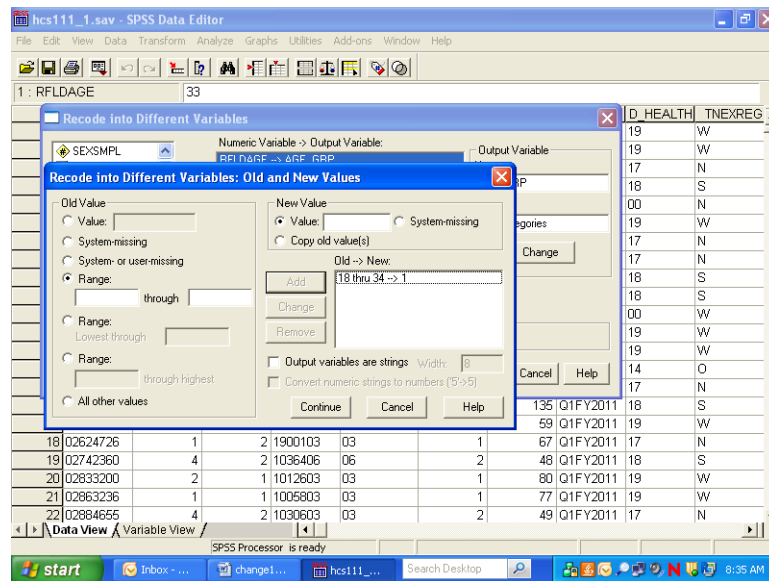 hcs111_1.sav - SPSS Data Editor
File Edit View Data Transform Analyze Graphs Utilities Add-ons Window Help
1 : RFLDAGE 33
D_HEALTH TNEXREG
Recode into Different Variables
SEXSMPL
Numeric Variable -> Output Variable:
RFLDAGE --> AGE_GRP
Output Variable
egories
Change
Cancel Help
Recode into Different Variables: Old and New Values
Old Value
Value:
System-missing
System- or user-missing
Range:
through
Range:
Lowest through
Range:
through highest
All other values
New Value
Value: System-missing
Copy old value(s)
Old --> New:
Add
18 thru 34 --> 1
Change
Remove
Output variables are strings Width: 8
Convert numeric strings to numbers ('5'->5)
Continue Cancel Help
19 W
19 W
17 N
18 S
00 N
19 W
17 N
17 N
18 S
18 S
00 W
19 W
19 W
14 O
17 N
135 Q1FY2011 18 S
59 Q1FY2011 19 W
18 02624726 1 2 1900103 03 1 67 Q1FY2011 17 N
19 02742360 4 2 1036406 06 2 48 Q1FY2011 18 S
20 02833200 2 1 1012603 03 1 80 Q1FY2011 19 W
21 02863236 1 1 1005803 03 1 77 Q1FY2011 19 W
22 02884655 4 2 1030603 03 2 49 Q1FY2011 17 N
Data View Variable View
SPSS Processor is ready
start Inbox - ... change1... hcs111_... Search Desktop 8:35 AM